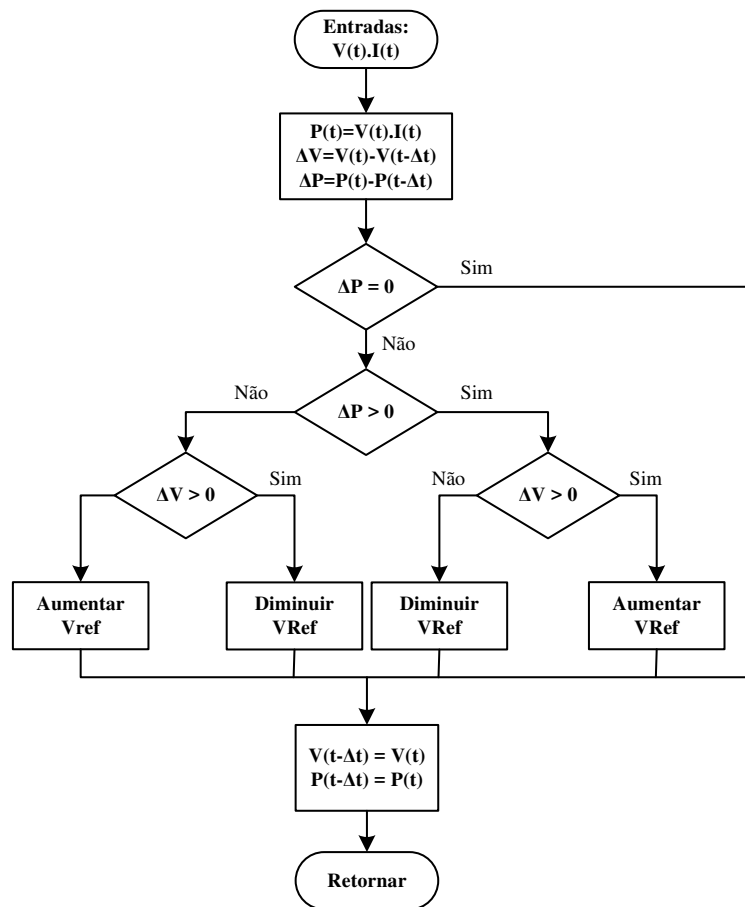 Entradas:
V(t).I(t)
P(t)=V(t).I(t)
ΔV=V(t)-V(t-Δt)
ΔP=P(t)-P(t-Δt)
ΔP = 0
Sim
Não
ΔP > 0
Não
Sim
ΔV > 0
Sim
ΔV > 0
Não
Sim
Aumentar
Vref
Diminuir
VRef
Diminuir
VRef
Aumentar
VRef
V(t-Δt) = V(t)
P(t-Δt) = P(t)
Retornar